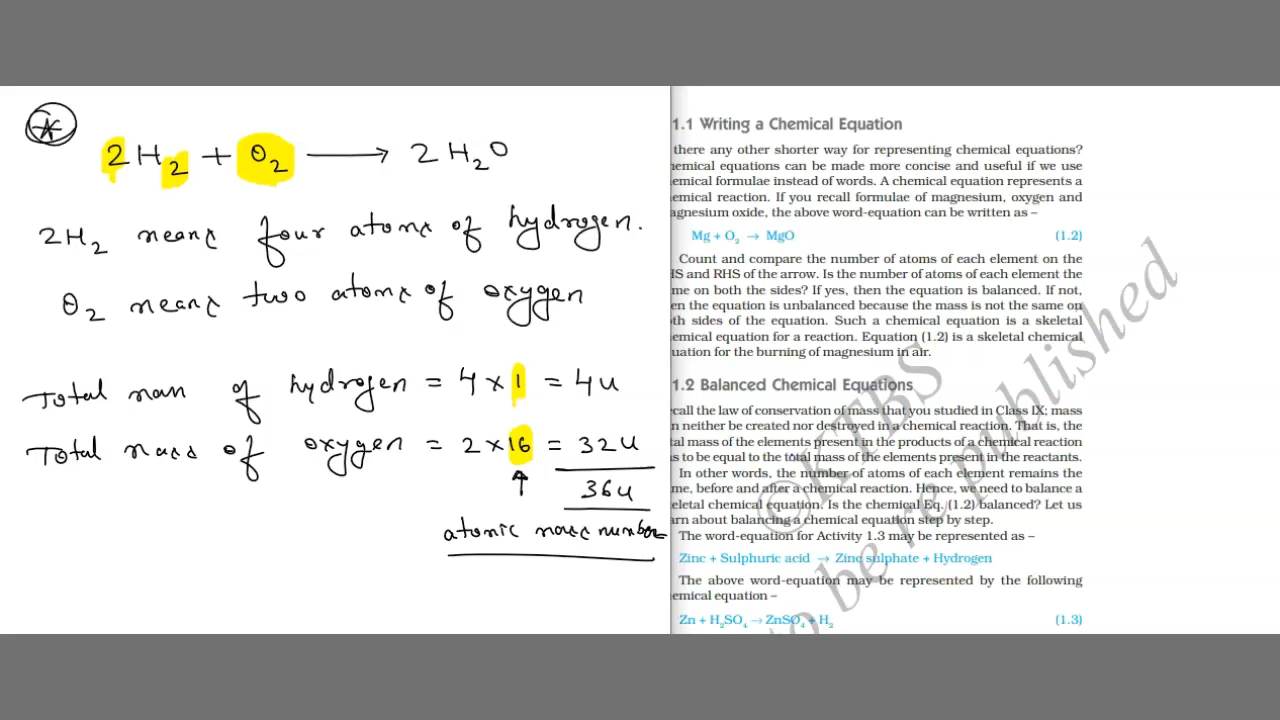 2H₂ + O₂ → 2H₂O
2H₂ means four atoms of hydrogen.
O₂ means two atoms of oxygen
Total mass of hydrogen = 4 × 1 = 4u
Total mass of oxygen = 2 × 16 = 32u
36u
atomic mass number
1.1 Writing a Chemical Equation
there any other shorter way for representing chemical equations?
emical equations can be made more concise and useful if we use
emical formulae instead of words. A chemical equation represents a
emical reaction. If you recall formulae of magnesium, oxygen and
agnesium oxide, the above word-equation can be written as –
Mg + O₂ → MgO (1.2)
Count and compare the number of atoms of each element on the
IS and RHS of the arrow. Is the number of atoms of each element the
me on both the sides? If yes, then the equation is balanced. If not,
en the equation is unbalanced because the mass is not the same on
th sides of the equation. Such a chemical equation is a skeletal
emical equation for a reaction. Equation (1.2) is a skeletal chemical
uation for the burning of magnesium in air.
1.2 Balanced Chemical Equations
call the law of conservation of mass that you studied in Class IX; mass
n neither be created nor destroyed in a chemical reaction. That is, the
tal mass of the elements present in the products of a chemical reaction
as to be equal to the total mass of the elements present in the reactants.
In other words, the number of atoms of each element remains the
me, before and after a chemical reaction. Hence, we need to balance a
eletal chemical equation. Is the chemical Eq. (1.2) balanced? Let us
arn about balancing a chemical equation step by step.
The word-equation for Activity 1.3 may be represented as –
Zinc + Sulphuric acid → Zinc sulphate + Hydrogen
The above word-equation may be represented by the following
emical equation –
Zn + H₂SO₄ → ZnSO₄ + H₂ (1.3)
©KTBS
to be republished